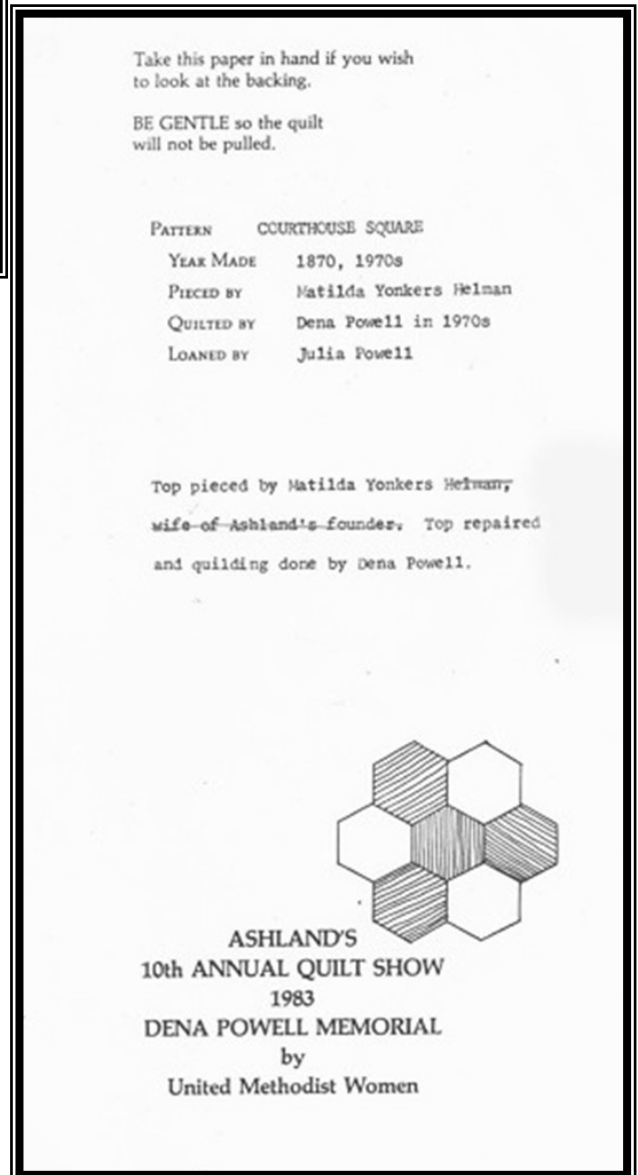 Take this paper in hand if you wish
to look at the backing.
BE GENTLE so the quilt
will not be pulled.
PATTERN COURTHOUSE SQUARE
YEAR MADE 1870, 1970s
PIECED BY Matilda Yonkers Helman
QUILTED BY Dena Powell in 1970s
LOANED BY Julia Powell
Top pieced by Matilda Yonkers Helman,
wife of Ashland's founder. Top repaired
and quilding done by Dena Powell.
ASHLAND'S
10th ANNUAL QUILT SHOW
1983
DENA POWELL MEMORIAL
by
United Methodist Women